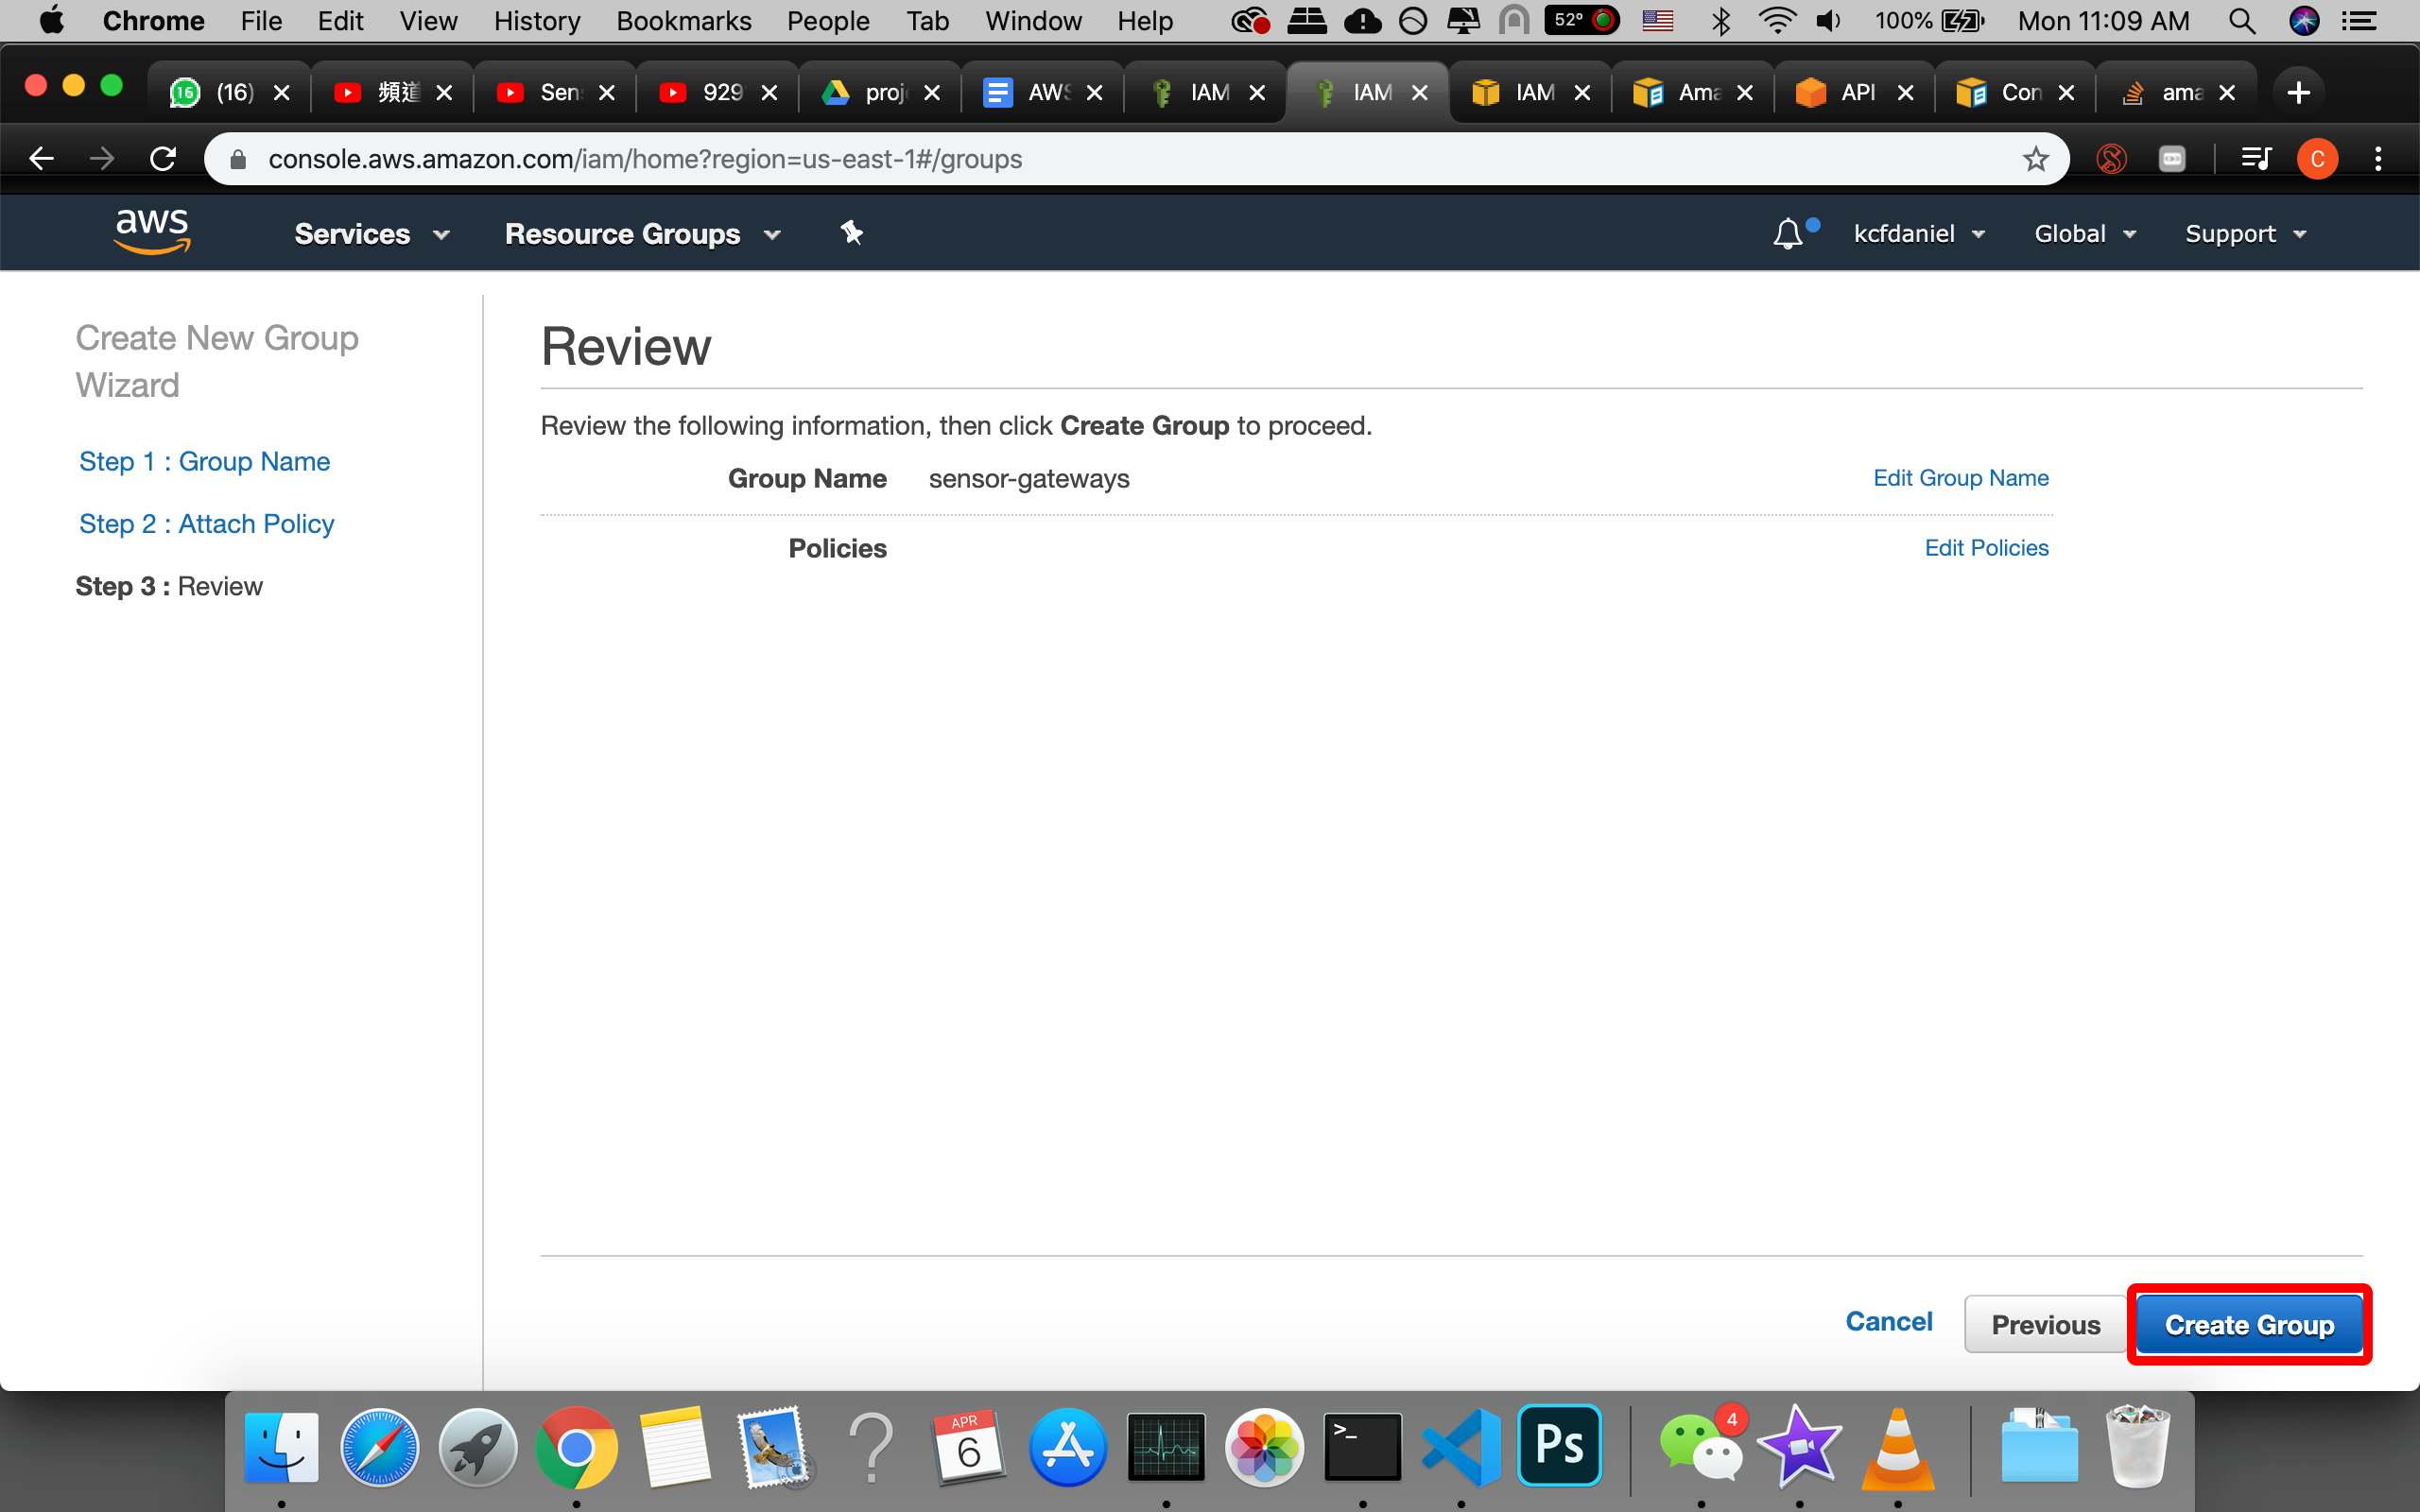 Chrome File Edit View History Bookmarks People Tab Window Help 52° 100% Mon 11:09 AM
16 (16) 頻道 Sen 929 proj AWS IAM IAM IAM Ama API Con ama
console.aws.amazon.com/iam/home?region=us-east-1#/groups C
aws Services Resource Groups kcfdaniel Global Support
Create New Group
Wizard
Step 1 : Group Name
Step 2 : Attach Policy
Step 3 : Review
Review
Review the following information, then click Create Group to proceed.
Group Name sensor-gateways Edit Group Name
Policies Edit Policies
Cancel Previous Create Group
APR
6
>_
Ps
4